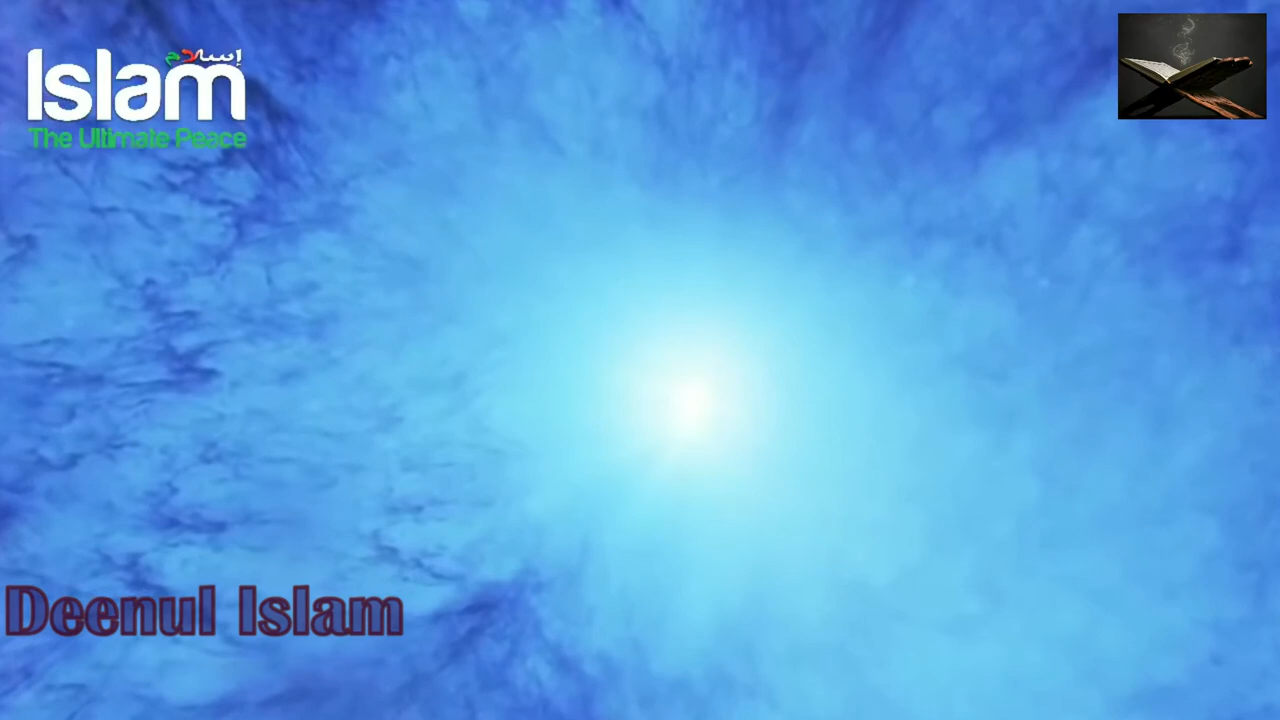 إسلام
Islam
The Ultimate Peace
Deenul Islam